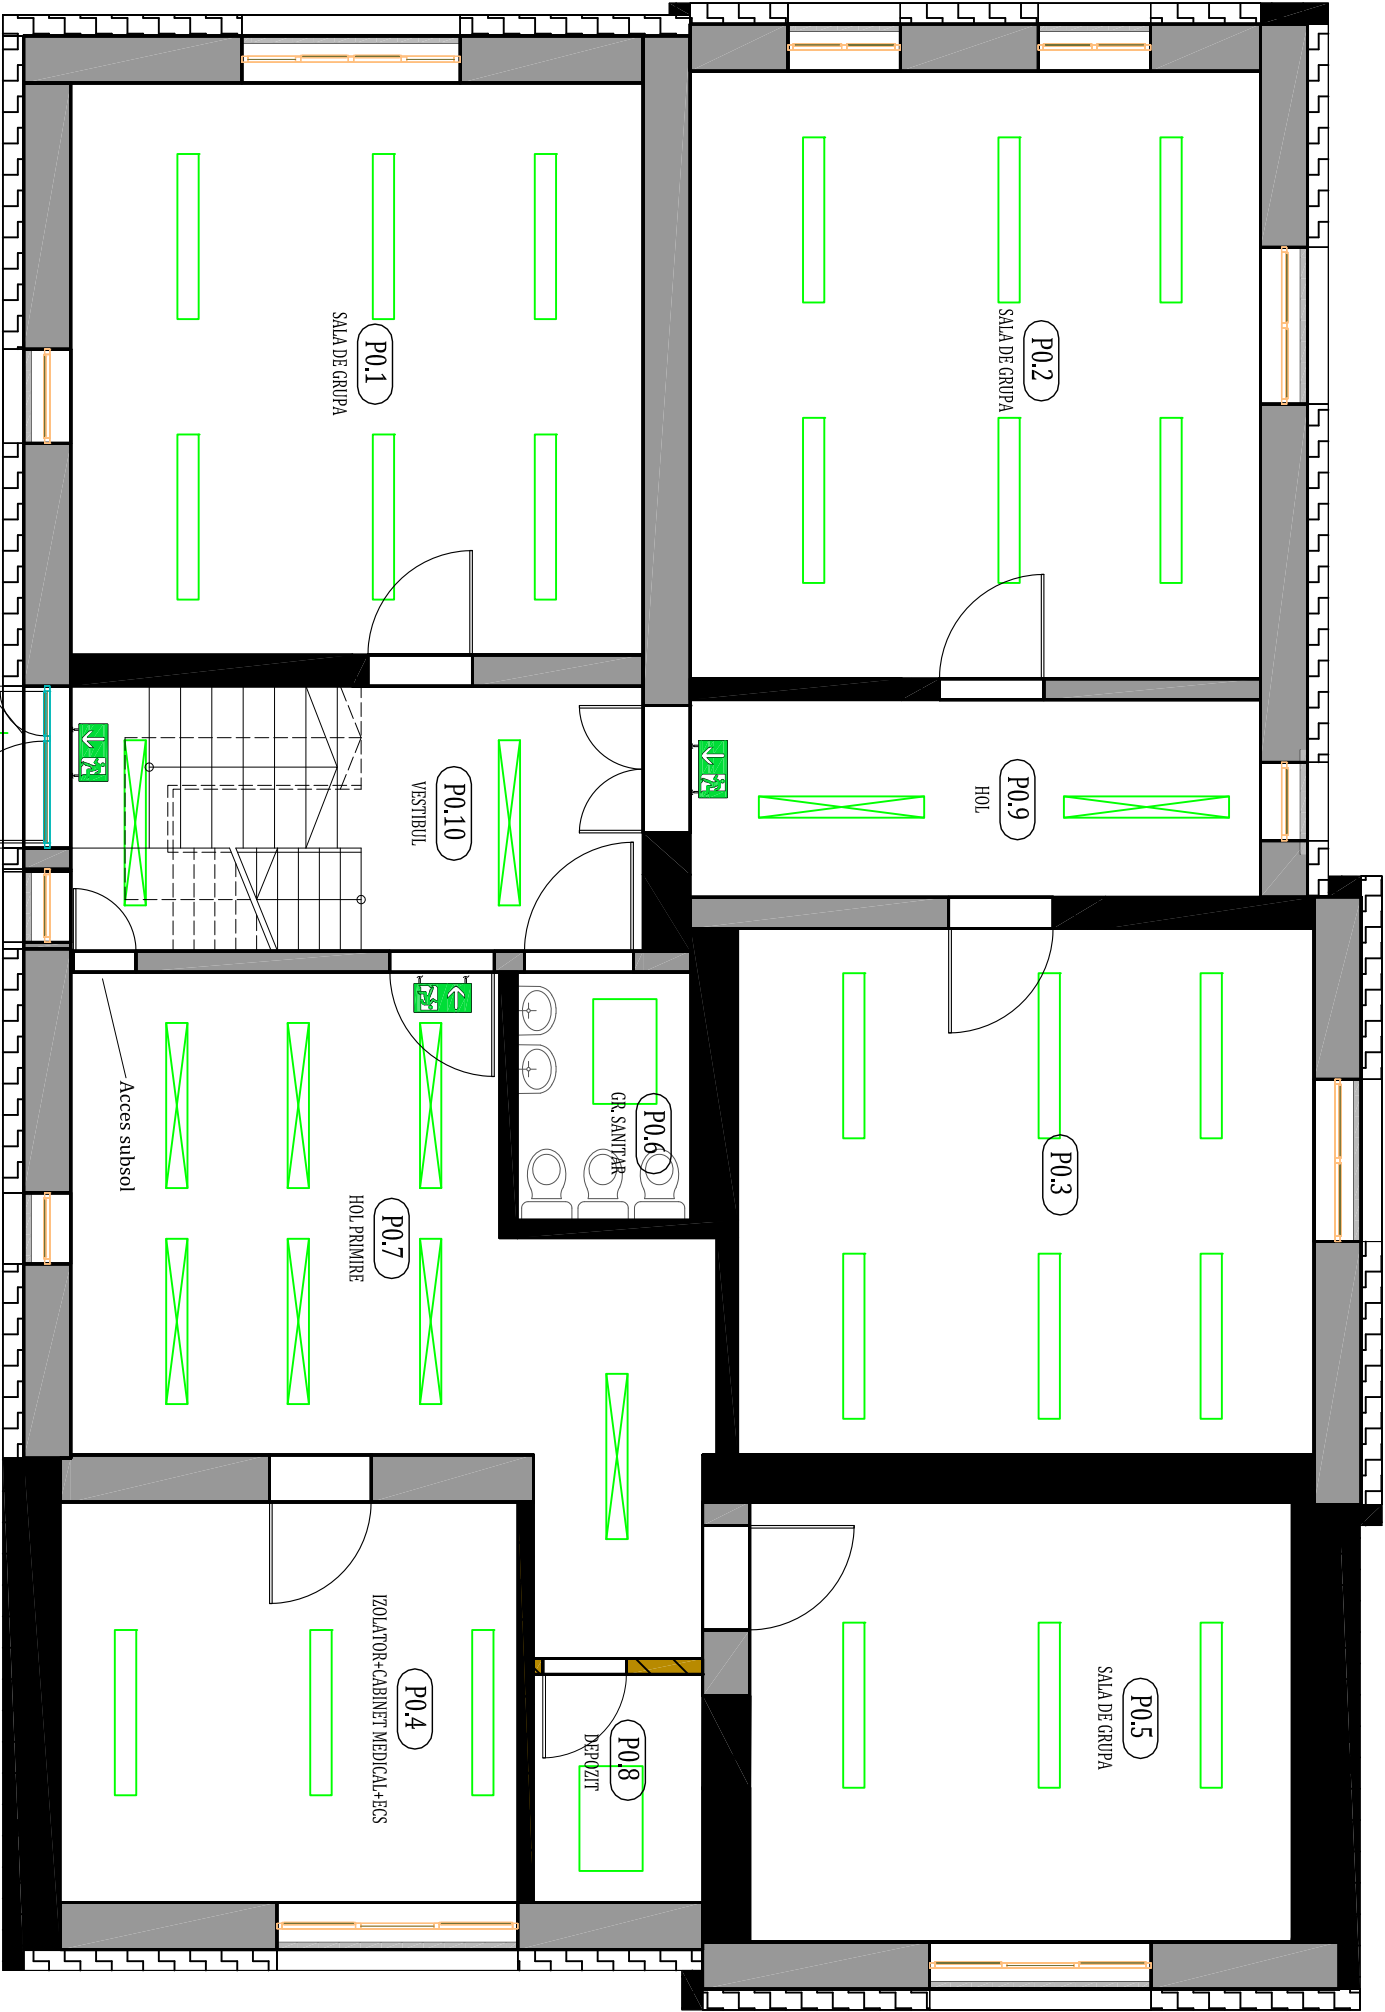 P0.1
SALA DE GRUPA
P0.2
SALA DE GRUPA
P0.10
VESTIBUL
P0.9
HOL
P0.6
GR. SANITAR
P0.3
Acces subsol
P0.7
HOL PRIMIRE
P0.4
IZOLATOR+CABINET MEDICAL+ECS
P0.8
DEPOZIT
P0.5
SALA DE GRUPA